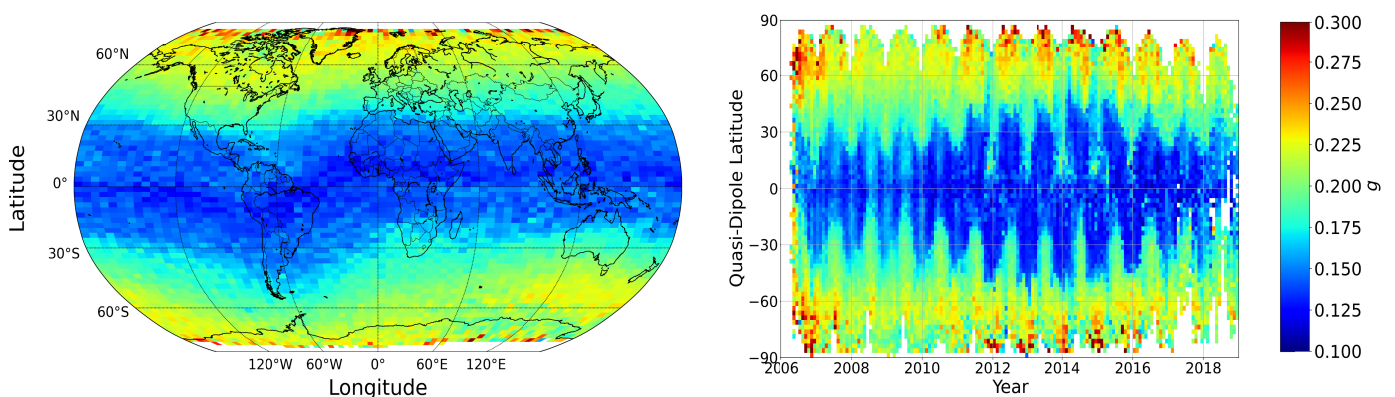 Latitude
60°N
30°N
0°
30°S
60°S
120°W 60°W 0° 60°E 120°E
Longitude
Quasi-Dipole Latitude
90
60
30
0
−30
−60
−90
2006 2008 2010 2012 2014 2016 2018
Year
0.300
0.275
0.250
0.225
0.200
0.175
0.150
0.125
0.100
g